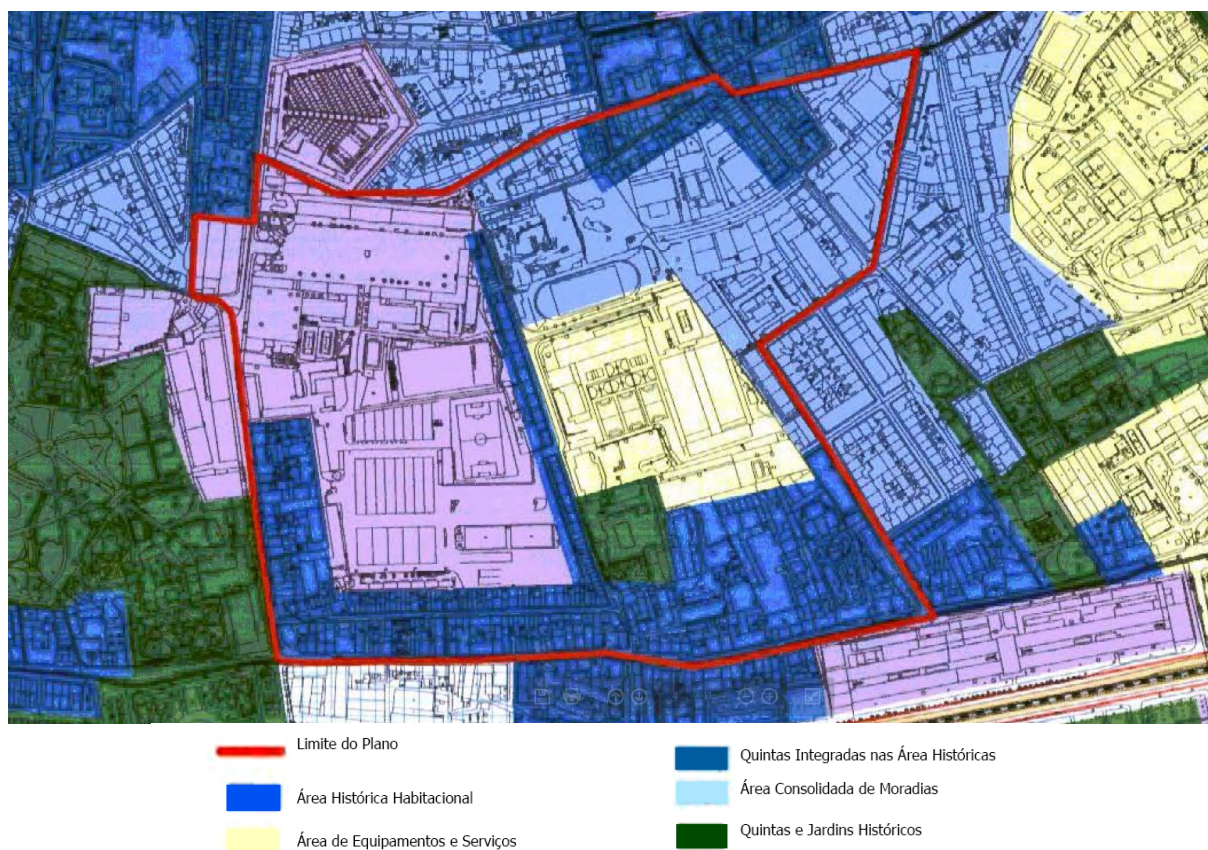 Limite do Plano
Área Histórica Habitacional
Área de Equipamentos e Serviços
Quintas Integradas nas Área Históricas
Área Consolidada de Moradias
Quintas e Jardins Históricos